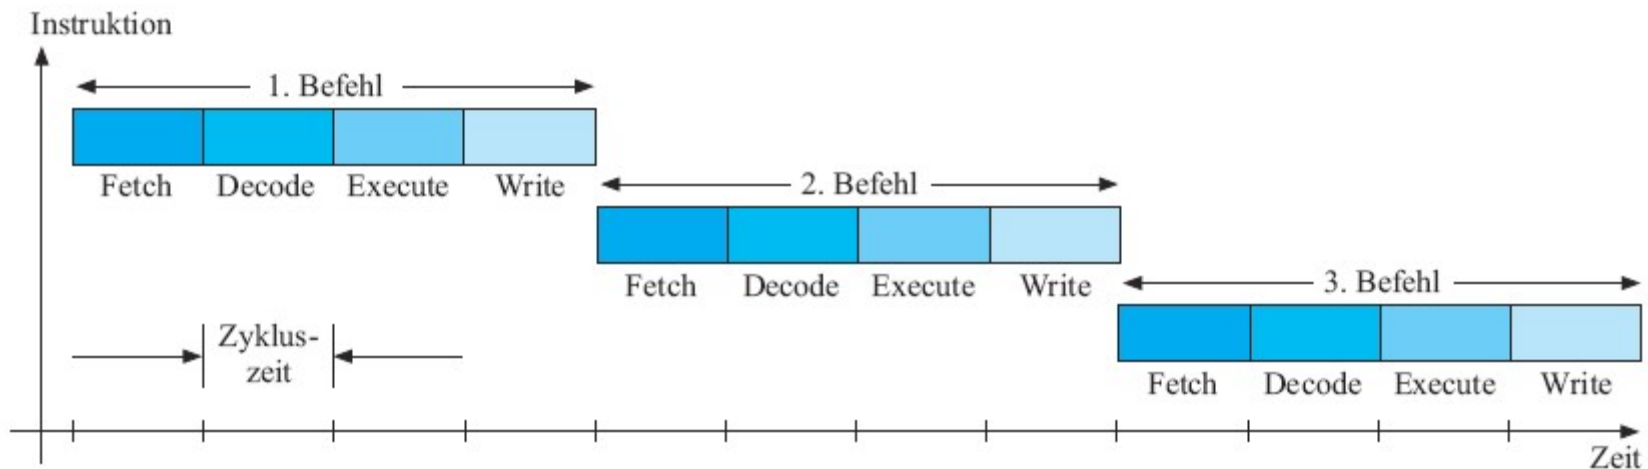 Instruktion
1. Befehl
Fetch Decode Execute Write
2. Befehl
Fetch Decode Execute Write
3. Befehl
Fetch Decode Execute Write
Zyklus-
zeit
Zeit